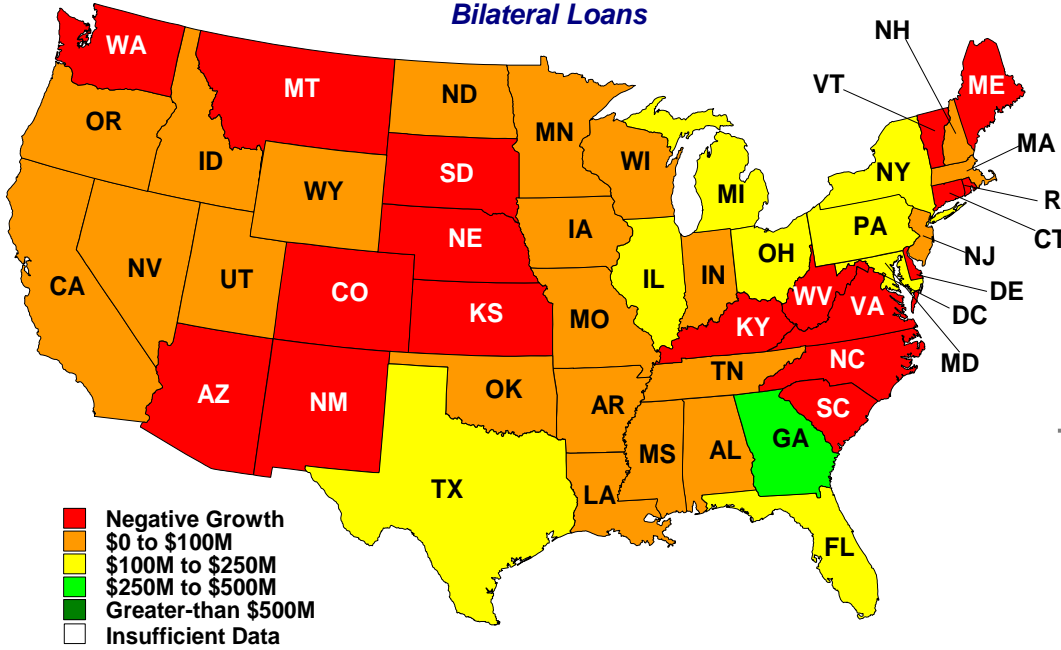 Bilateral Loans
NH
WA
VT
ME
MT
ND
OR
MN
MA
ID
WI
NY
SD
WY
MI
R
PA
CT
NE
IA
OH
NJ
NV
UT
IL
IN
CA
CO
DE
WV
VA
KS
MO
DC
KY
NC
MD
TN
AZ
OK
NM
AR
SC
GA
MS
AL
TX
LA
FL
Negative Growth
$0 to $100M
$100M to $250M
$250M to $500M
Greater-than $500M
Insufficient Data